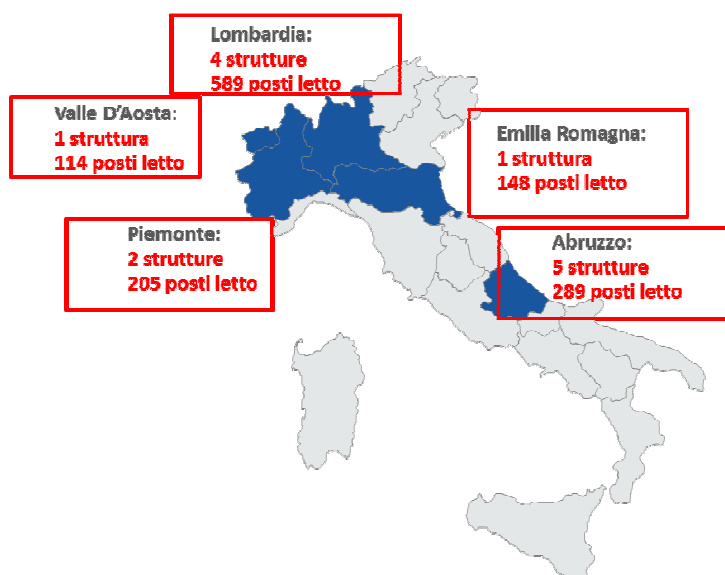 Lombardia:
4 strutture
589 posti letto
Valle D'Aosta:
1 struttura
114 posti letto
Emilia Romagna:
1 struttura
148 posti letto
Piemonte:
2 strutture
205 posti letto
Abruzzo:
5 strutture
289 posti letto